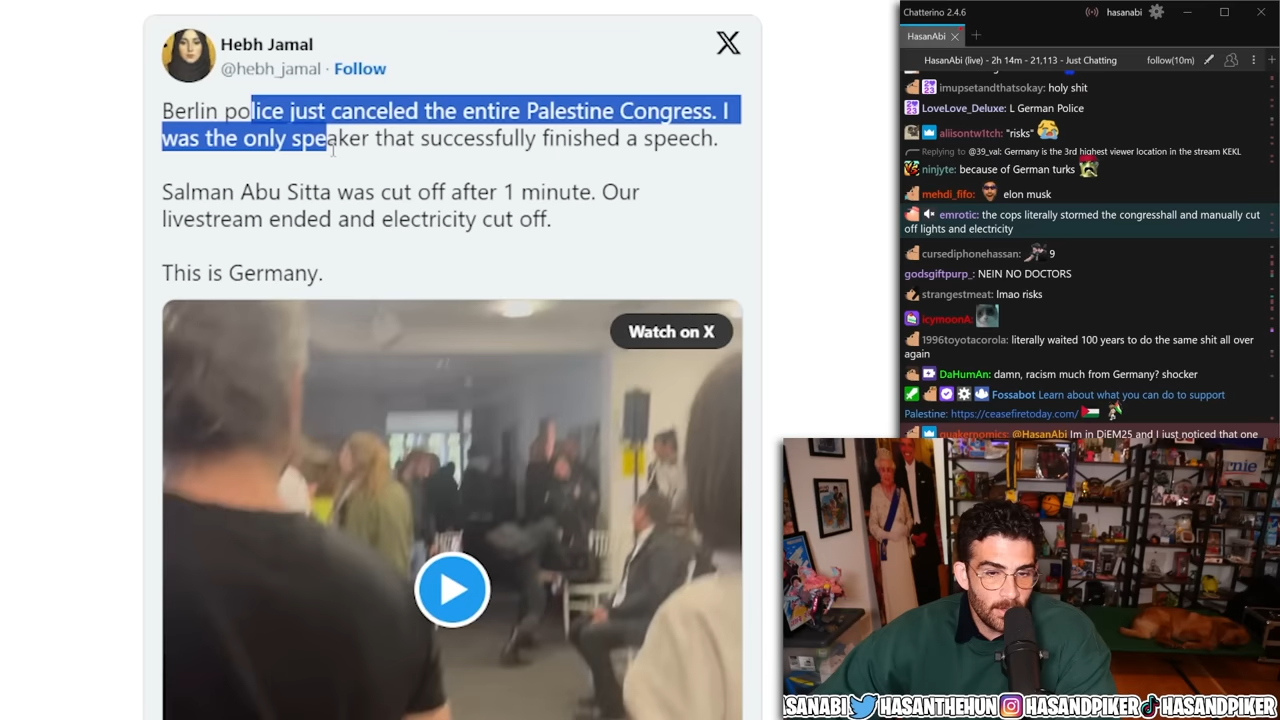 Hebh Jamal
@hebh_jamal · Follow
Berlin police just canceled the entire Palestine Congress. I
was the only speaker that successfully finished a speech.
Salman Abu Sitta was cut off after 1 minute. Our
livestream ended and electricity cut off.
This is Germany.
Watch on X
Chatterino 2.4.6
hasanabi
HasanAbi
HasanAbi (live) - 2h 14m - 21,113 - Just Chatting
follow(10m)
imupsetandthatsokay: holy shit
LoveLove_Deluxe: L German Police
aliisontw1tch: "risks"
Replying to @39_val: Germany is the 3rd highest viewer location in the stream KEKL
ninjyte: because of German turks
mehdi_fifo: elon musk
emrotic: the cops literally stormed the congresshall and manually cut
off lights and electricity
cursediphonehassan: 9
godsgiftpurp_: NEIN NO DOCTORS
strangestmeat: lmao risks
icymoonA:
1996toyotacorola: literally waited 100 years to do the same shit all over
again
DaHumAn: damn, racism much from Germany? shocker
Fossabot Learn about what you can do to support
Palestine: https://ceasefiretoday.com/
quakernomics: @HasanAbi Im in DiEM25 and I just noticed that one
ernie
SANABI HASANTHEHUN HASANDPIKER HASANDPIKER